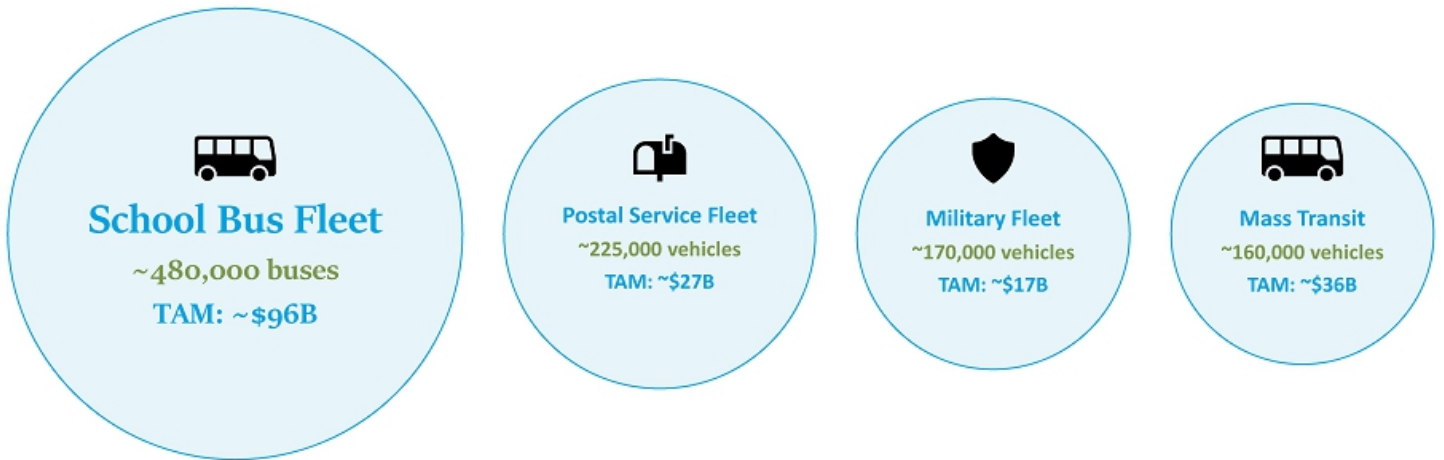 School Bus Fleet
~480,000 buses
TAM: ~$96B
Postal Service Fleet
~225,000 vehicles
TAM: ~$27B
Military Fleet
~170,000 vehicles
TAM: ~$17B
Mass Transit
~160,000 vehicles
TAM: ~$36B